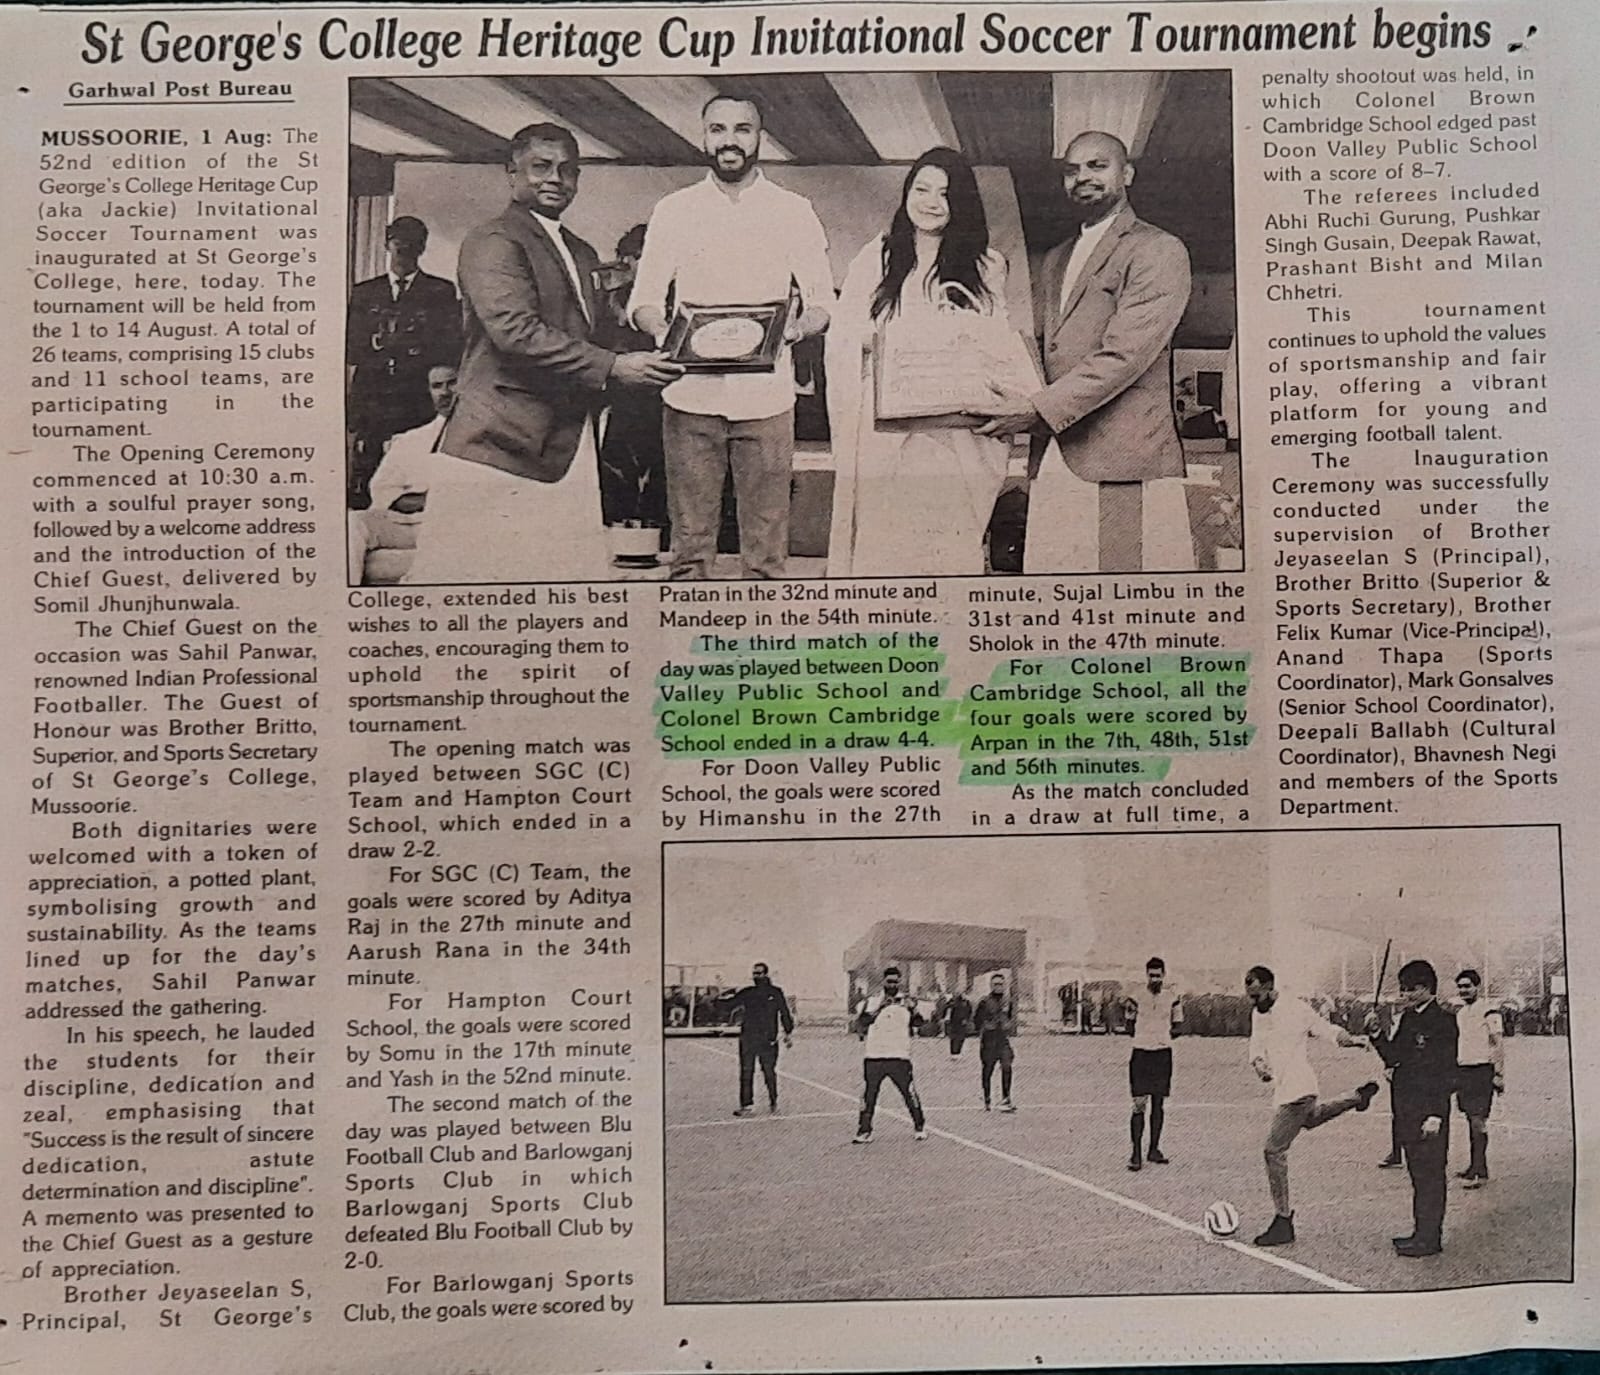 St George's College Heritage Cup Invitational Soccer Tournament begins
Garhwal Post Bureau
MUSSOORIE, 1 Aug: The
52nd edition of the St
George's College Heritage Cup
(aka Jackie) Invitational
Soccer Tournament was
inaugurated at St George's
College, here, today. The
tournament will be held from
the 1 to 14 August. A total of
26 teams, comprising 15 clubs
and 11 school teams, are
participating in the
tournament.
The Opening Ceremony
commenced at 10:30 a.m.
with a soulful prayer song,
followed by a welcome address
and the introduction of the
Chief Guest, delivered by
Somil Jhunjhunwala.
The Chief Guest on the
occasion was Sahil Panwar,
renowned Indian Professional
Footballer. The Guest of
Honour was Brother Britto,
Superior, and Sports Secretary
of St George's College,
Mussoorie.
Both dignitaries were
welcomed with a token of
appreciation, a potted plant,
symbolising growth and
sustainability. As the teams
lined up for the day's
matches, Sahil Panwar
addressed the gathering.
In his speech, he lauded
the students for their
discipline, dedication and
zeal, emphasising that
"Success is the result of sincere
dedication, astute
determination and discipline".
A memento was presented to
the Chief Guest as a gesture
of appreciation.
Brother Jeyaseelan S,
Principal, St George's
College, extended his best
wishes to all the players and
coaches, encouraging them to
uphold the spirit of
sportsmanship throughout the
tournament.
The opening match was
played between SGC (C)
Team and Hampton Court
School, which ended in a
draw 2-2.
For SGC (C) Team, the
goals were scored by Aditya
Raj in the 27th minute and
Aarush Rana in the 34th
minute.
For Hampton Court
School, the goals were scored
by Somu in the 17th minute
and Yash in the 52nd minute.
The second match of the
day was played between Blu
Football Club and Barlowganj
Sports Club in which
Barlowganj Sports Club
defeated Blu Football Club by
2-0.
For Barlowganj Sports
Club, the goals were scored by
Pratan in the 32nd minute and
Mandeep in the 54th minute.
The third match of the
day was played between Doon
Valley Public School and
Colonel Brown Cambridge
School ended in a draw 4-4.
For Doon Valley Public
School, the goals were scored
by Himanshu in the 27th
minute, Sujal Limbu in the
31st and 41st minute and
Sholok in the 47th minute.
For Colonel Brown
Cambridge School, all the
four goals were scored by
Arpan in the 7th, 48th, 51st
and 56th minutes.
As the match concluded
in a draw at full time, a
penalty shootout was held, in
which Colonel Brown
Cambridge School edged past
Doon Valley Public School
with a score of 8–7.
The referees included
Abhi Ruchi Gurung, Pushkar
Singh Gusain, Deepak Rawat,
Prashant Bisht and Milan
Chhetri.
This tournament
continues to uphold the values
of sportsmanship and fair
play, offering a vibrant
platform for young and
emerging football talent.
The Inauguration
Ceremony was successfully
conducted under the
supervision of Brother
Jeyaseelan S (Principal),
Brother Britto (Superior &
Sports Secretary), Brother
Felix Kumar (Vice-Principal),
Anand Thapa (Sports
Coordinator), Mark Gonsalves
(Senior School Coordinator),
Deepali Ballabh (Cultural
Coordinator), Bhavnesh Negi
and members of the Sports
Department.